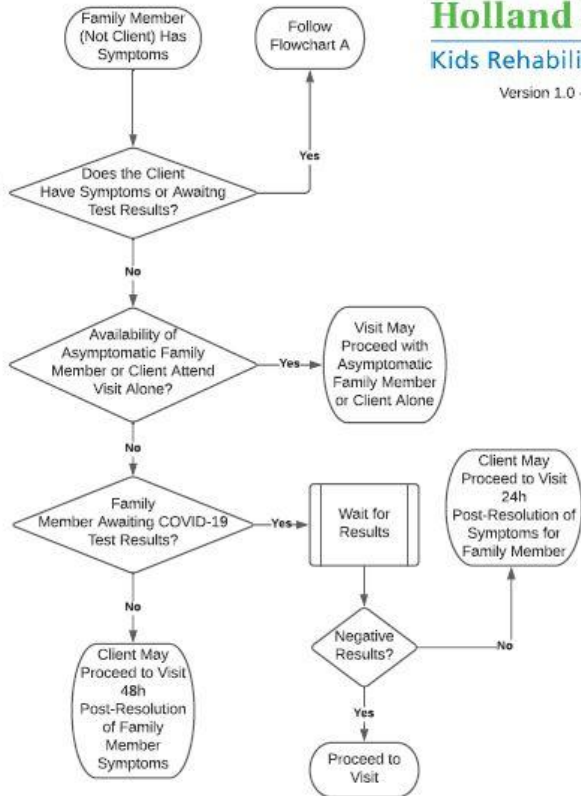 Family Member
(Not Client) Has
Symptoms
Follow
Flowchart A
Holland
Kids Rehabili
Version 1.0
Yes
Does the Client
Have Symptoms or Awaitng
Test Results?
No
Availability of
Asymptomatic Family
Member or Client Attend
Visit Alone?
Yes
Visit May
Proceed with
Asymptomatic
Family Member
or Client Alone
No
Family
Member Awaiting COVID-19
Test Results?
Yes
Wait for
Results
Client May
Proceed to Visit
24h
Post-Resolution of
Symptoms for
Family Member
No
Negative
Results?
No
Client May
Proceed to Visit
48h
Post-Resolution
of Family
Member
Symptoms
Yes
Proceed to
Visit